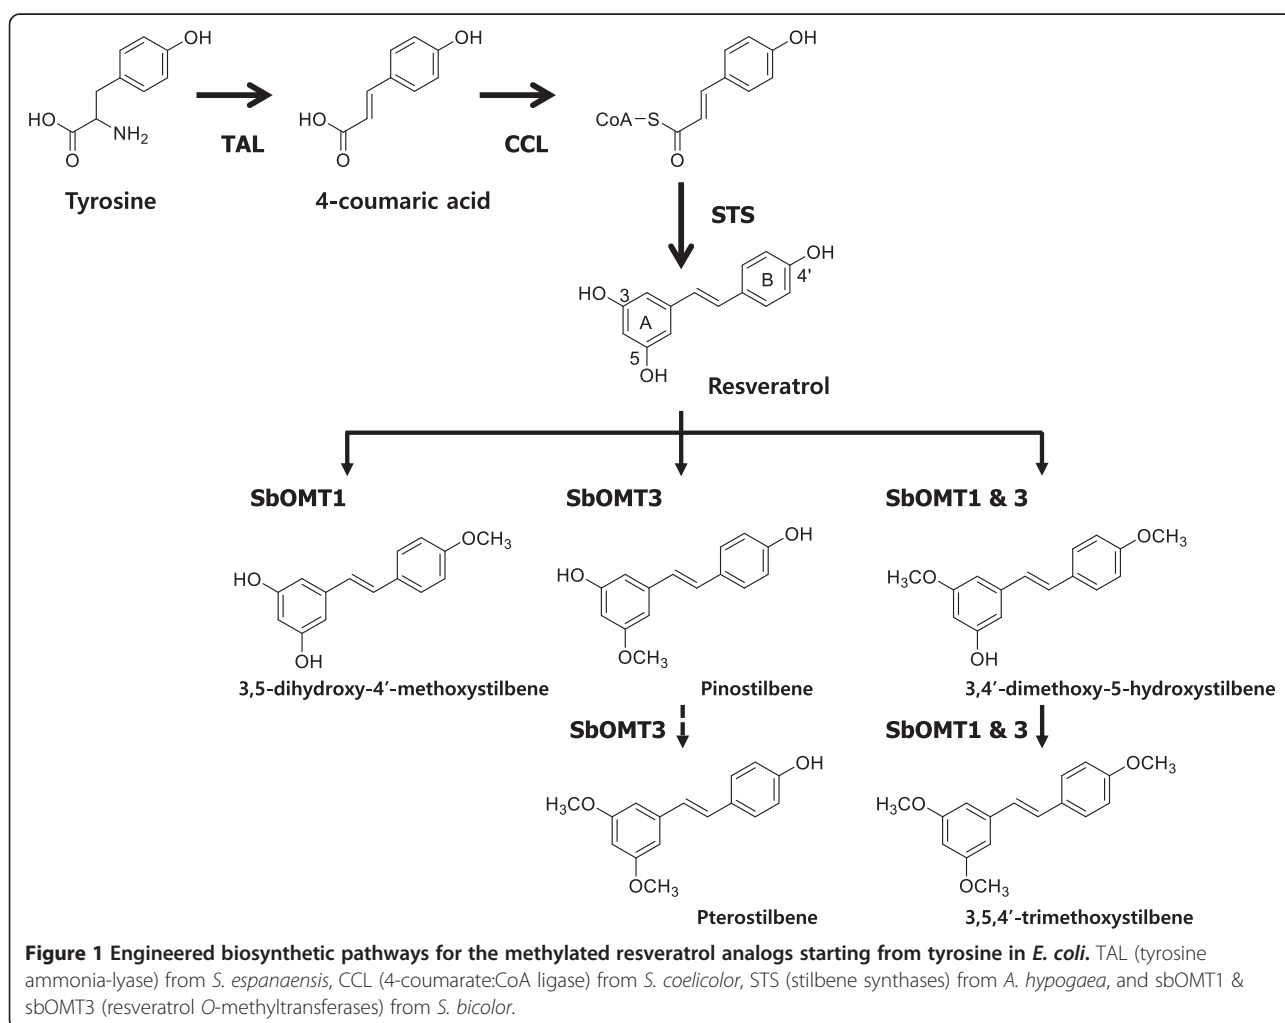 OH
OH
OH
HO
NH2
O
TAL
HO
O
CCL
CoA–S
O
Tyrosine
4-coumaric acid
STS
OH
B
4'
HO
3
A
5
OH
Resveratrol
SbOMT1
SbOMT3
SbOMT1 & 3
OCH3
HO
OH
OH
HO
OCH3
OCH3
H3CO
OH
3,5-dihydroxy-4′-methoxystilbene
Pinostilbene
3,4′-dimethoxy-5-hydroxystilbene
SbOMT3
SbOMT1 & 3
OH
H3CO
OCH3
OCH3
H3CO
OCH3
Pterostilbene
3,5,4′-trimethoxystilbene
Figure 1 Engineered biosynthetic pathways for the methylated resveratrol analogs starting from tyrosine in E. coli. TAL (tyrosine
ammonia-lyase) from S. espanaensis, CCL (4-coumarate:CoA ligase) from S. coelicolor, STS (stilbene synthases) from A. hypogaea, and sbOMT1 &
sbOMT3 (resveratrol O-methyltransferases) from S. bicolor.